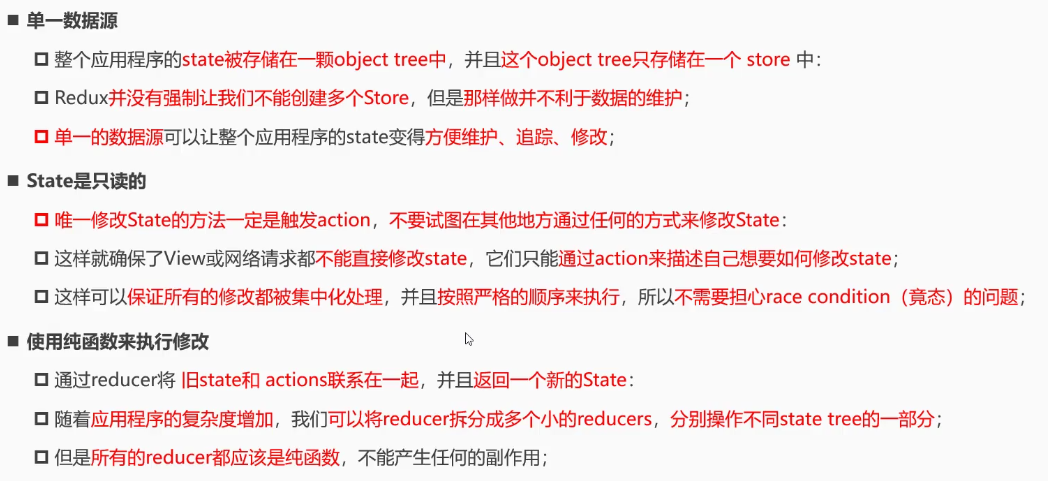 ■ 单一数据源
整个应用程序的state被存储在一颗object tree中，并且这个object tree只存储在一个 store 中：
Redux并没有强制让我们不能创建多个Store，但是那样做并不利于数据的维护；
单一的数据源可以让整个应用程序的state变得方便维护、追踪、修改；
■ State是只读的
唯一修改State的方法一定是触发action，不要试图在其他地方通过任何的方式来修改State：
这样就确保了View或网络请求都不能直接修改state，它们只能通过action来描述自己想要如何修改state；
这样可以保证所有的修改都被集中化处理，并且按照严格的顺序来执行，所以不需要担心race condition（竟态）的问题；
■ 使用纯函数来执行修改
通过reducer将 旧state和 actions联系在一起，并且返回一个新的State：
随着应用程序的复杂度增加，我们可以将reducer拆分成多个小的reducers，分别操作不同state tree的一部分；
但是所有的reducer都应该是纯函数，不能产生任何的副作用；